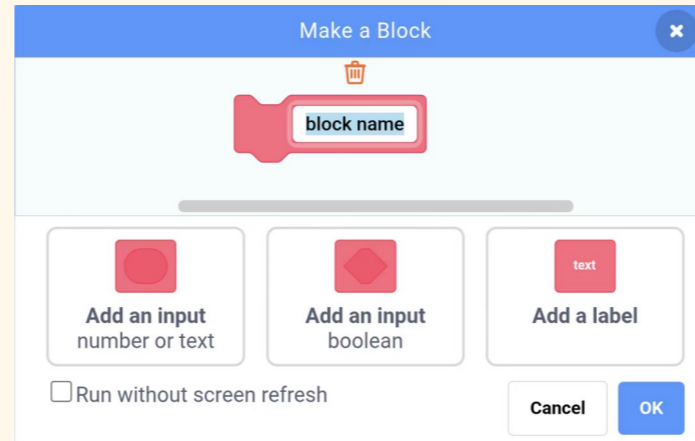 Make a Block
block name
text
Add an input
number or text
Add an input
boolean
Add a label
Run without screen refresh
Cancel
OK